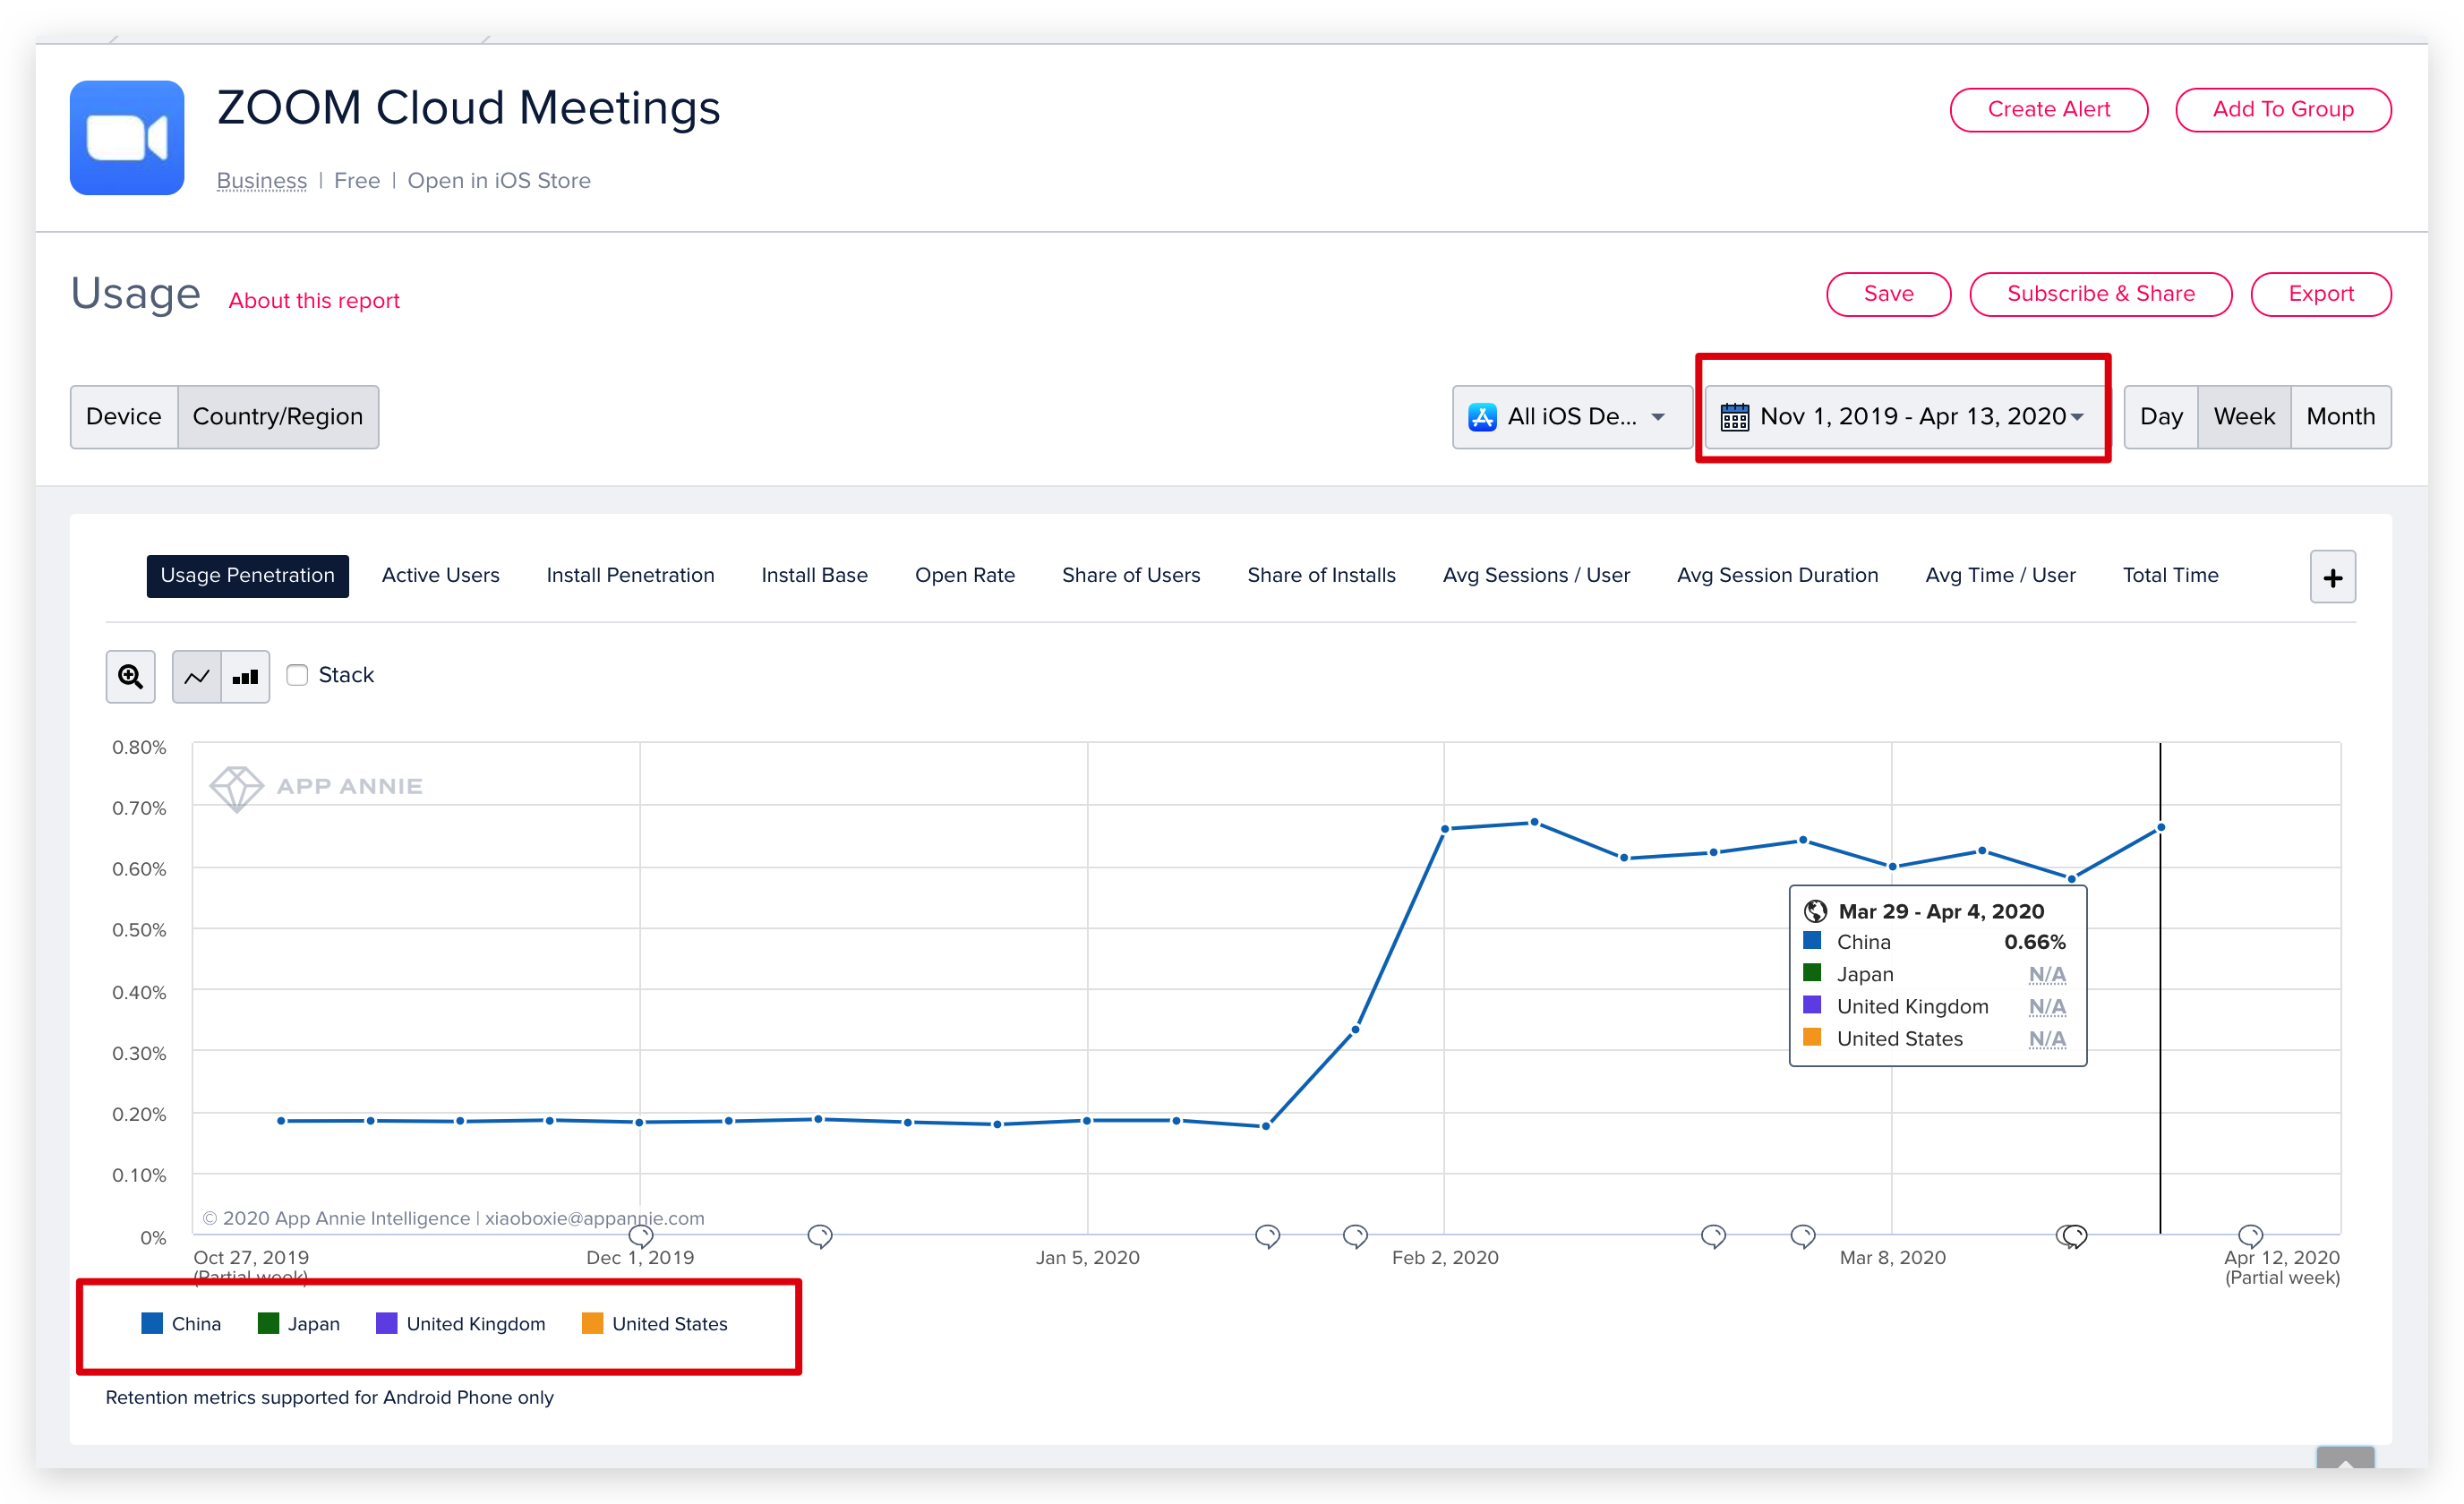 ZOOM Cloud Meetings
Create Alert
Add To Group
Business | Free | Open in iOS Store
Usage
About this report
Save
Subscribe & Share
Export
Device
Country/Region
All iOS De...
Nov 1, 2019 - Apr 13, 2020
Day
Week
Month
Usage Penetration
Active Users
Install Penetration
Install Base
Open Rate
Share of Users
Share of Installs
Avg Sessions / User
Avg Session Duration
Avg Time / User
Total Time
+
Stack
0.80%
APP ANNIE
0.70%
0.60%
0.50%
0.40%
0.30%
0.20%
0.10%
0%
Mar 29 - Apr 4, 2020
China 0.66%
Japan N/A
United Kingdom N/A
United States N/A
© 2020 App Annie Intelligence | xiaoboxie@appannie.com
Oct 27, 2019
(Partial week)
Dec 1, 2019
Jan 5, 2020
Feb 2, 2020
Mar 8, 2020
Apr 12, 2020
(Partial week)
China
Japan
United Kingdom
United States
Retention metrics supported for Android Phone only